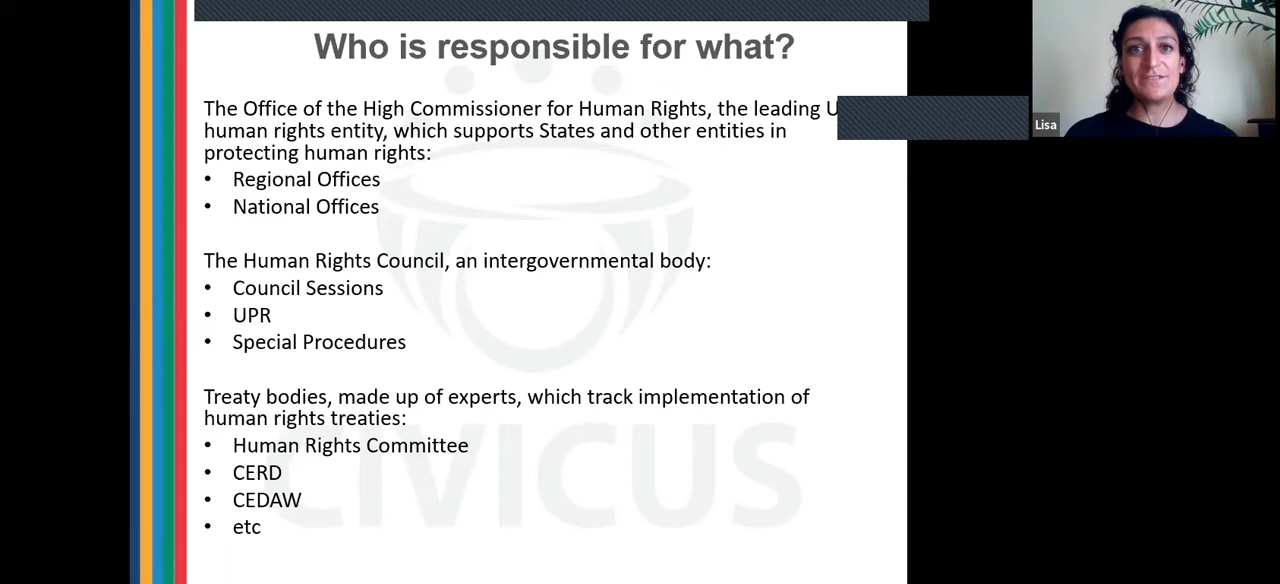 Who is responsible for what?
The Office of the High Commissioner for Human Rights, the leading U
human rights entity, which supports States and other entities in
protecting human rights:
• Regional Offices
• National Offices
The Human Rights Council, an intergovernmental body:
• Council Sessions
• UPR
• Special Procedures
Treaty bodies, made up of experts, which track implementation of
human rights treaties:
• Human Rights Committee
• CERD
• CEDAW
• etc
CIVICUS
Lisa